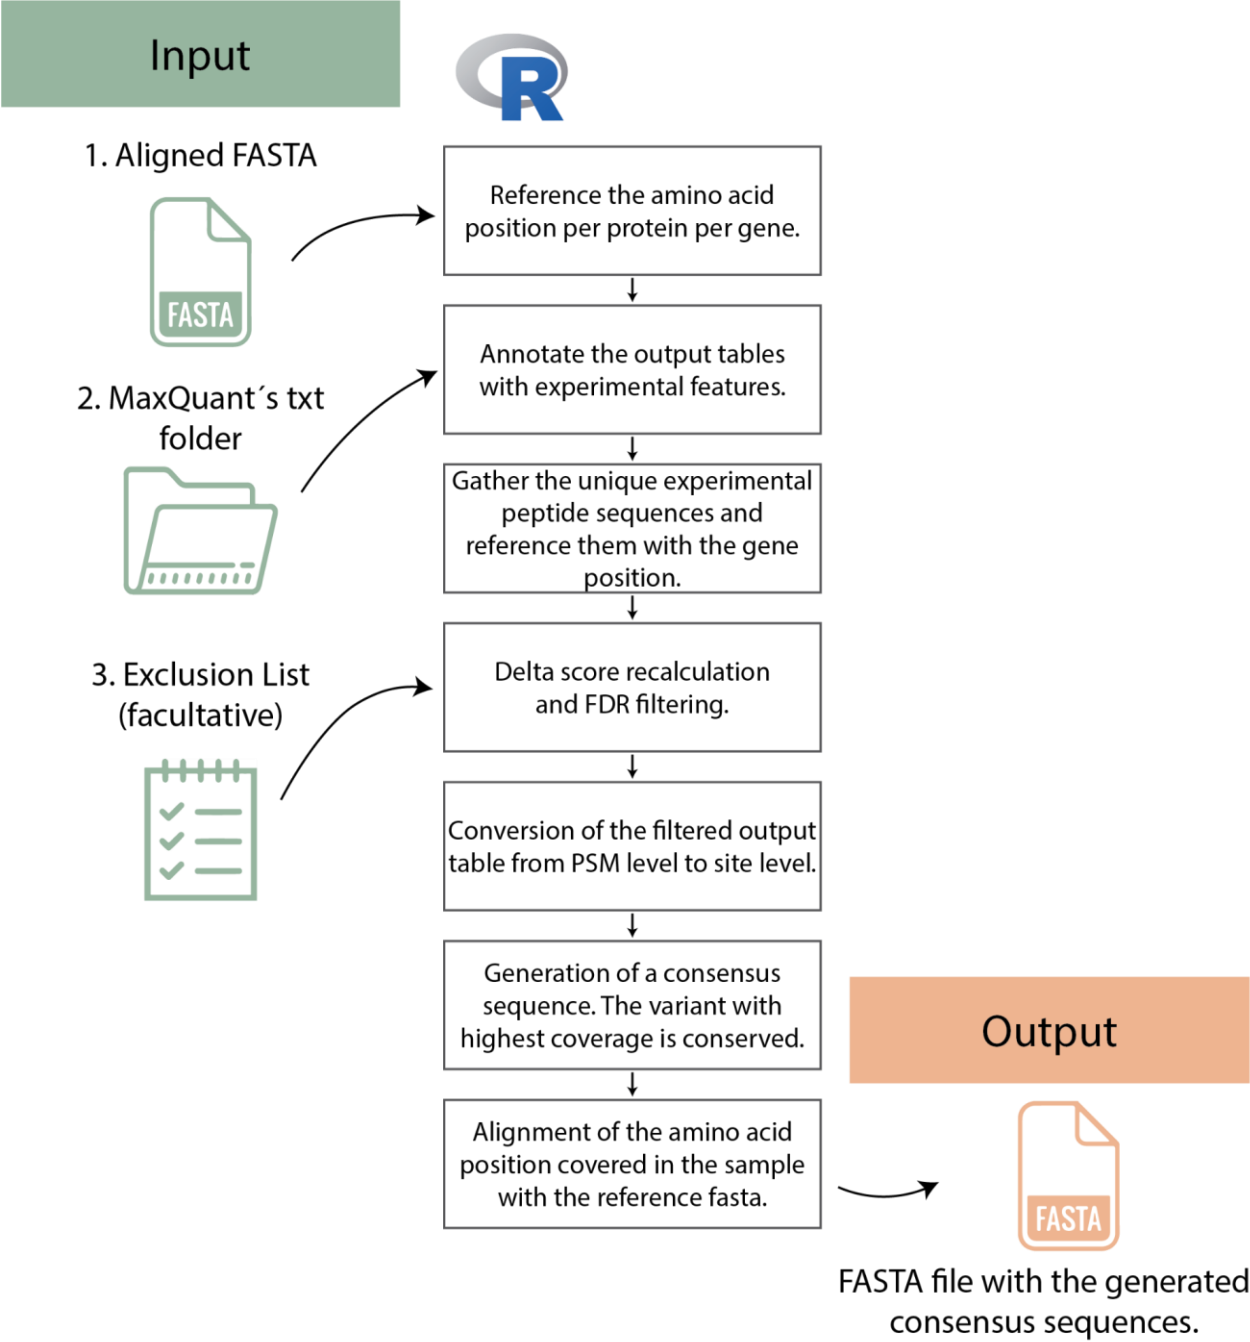 Input
R
1. Aligned FASTA
FASTA
2. MaxQuant´s txt
folder
3. Exclusion List
(facultative)
Reference the amino acid
position per protein per gene.
Annotate the output tables
with experimental features.
Gather the unique experimental
peptide sequences and
reference them with the gene
position.
Delta score recalculation
and FDR filtering.
Conversion of the filtered output
table from PSM level to site level.
Generation of a consensus
sequence. The variant with
highest coverage is conserved.
Alignment of the amino acid
position covered in the sample
with the reference fasta.
Output
FASTA
FASTA file with the generated
consensus sequences.